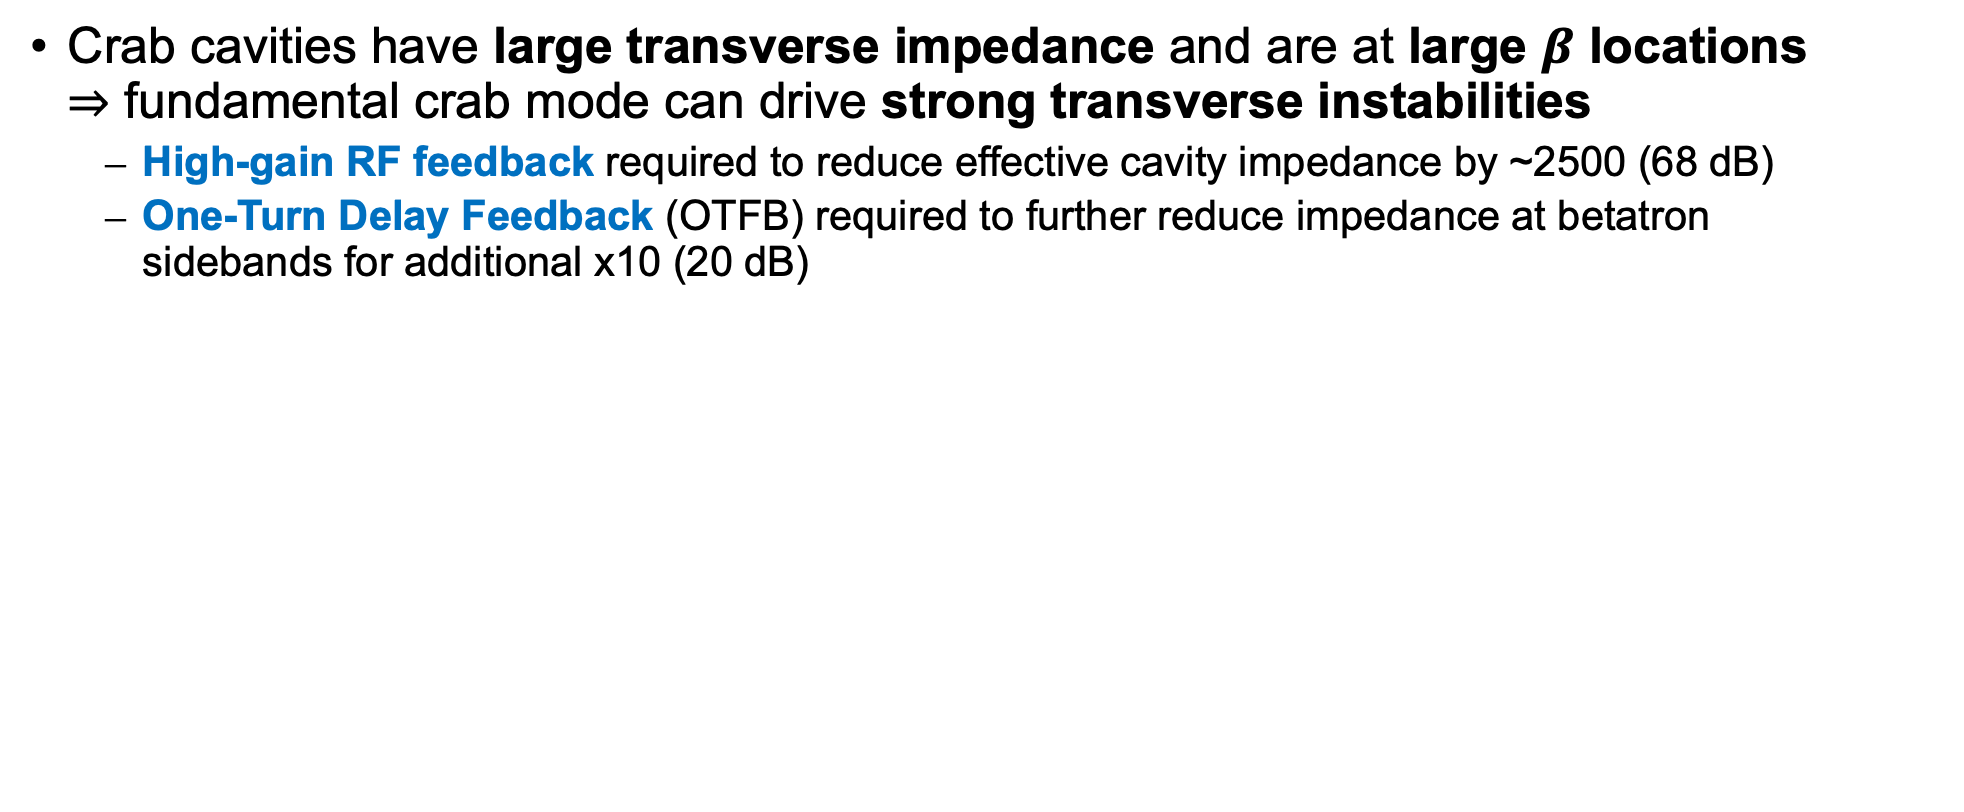 • Crab cavities have large transverse impedance and are at large β locations
⇒ fundamental crab mode can drive strong transverse instabilities
– High-gain RF feedback required to reduce effective cavity impedance by ~2500 (68 dB)
– One-Turn Delay Feedback (OTFB) required to further reduce impedance at betatron
sidebands for additional x10 (20 dB)